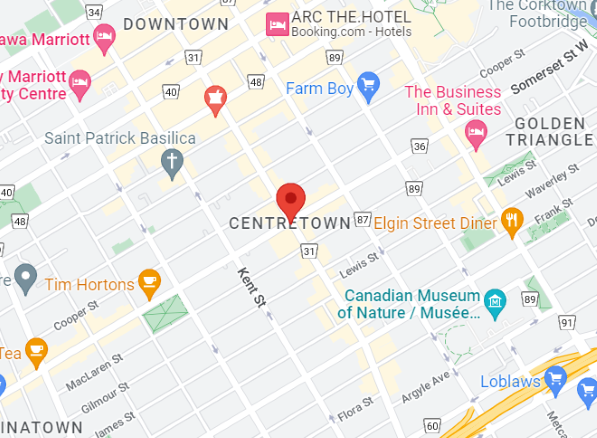 34
DOWNTOWN
ARC THE.HOTEL
Booking.com - Hotels
The Corktown
Footbridge
awa Marriott
31
89
Cooper St
Somerset St W
y Marriott
ty Centre
40
48
Farm Boy
The Business
Inn & Suites
GOLDEN
TRIANGLE
Saint Patrick Basilica
36
Lewis St
Waverley St
40
89
48
CENTRETOWN
87
Elgin Street Diner
Frank St
31
Lewis St
re
Tim Hortons
Kent St
Canadian Museum
of Nature / Musée...
89
Cooper St
91
Tea
MacLaren St
Argyle Ave
Loblaws
Gilmour St
Flora St
James St
60
Metc
INATOWN